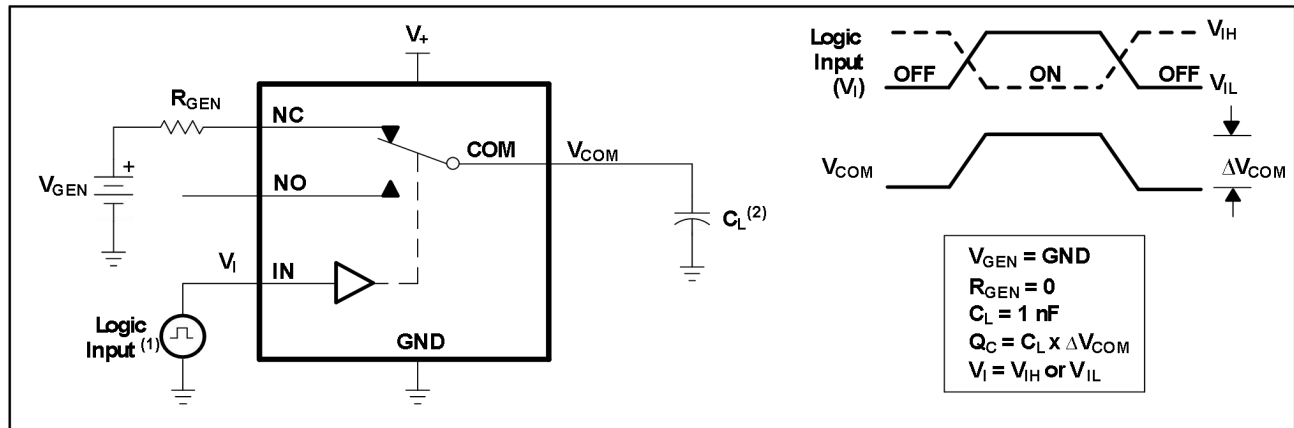 V+
RGEN
NC
COM
VCOM
VGEN
+
NO
CL(2)
VI
IN
Logic
Input (1)
GND
Logic
Input
(VI)
OFF
ON
OFF
VIH
VIL
VCOM
ΔVCOM
VGEN = GND
RGEN = 0
CL = 1 nF
QC = CL x ΔVCOM
VI = VIH or VIL